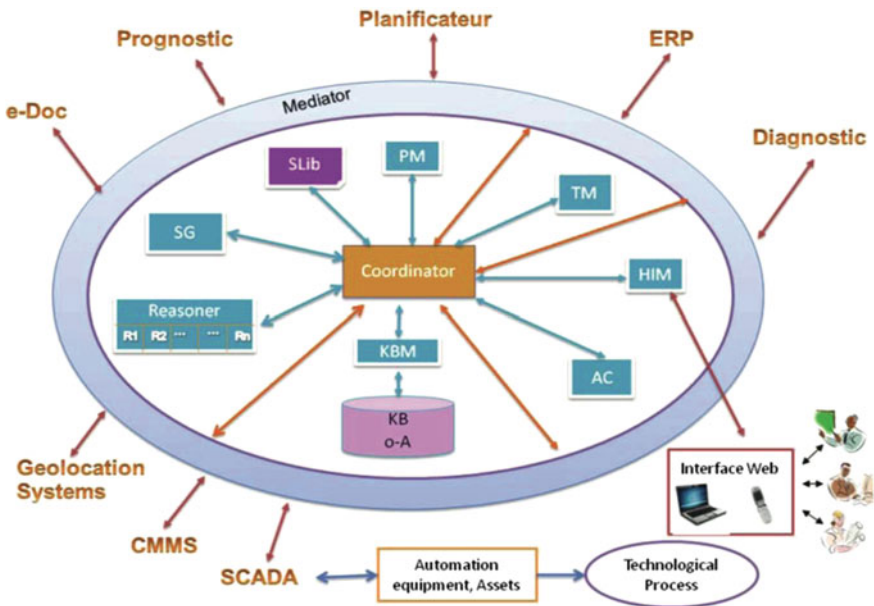 Planificateur
Prognostic
ERP
e-Doc
Mediator
Diagnostic
SLib
PM
TM
SG
Coordinator
HIM
Reasoner
R1 R2 ... ... Rn
KBM
AC
KB
o-A
Geolocation
Systems
Interface Web
CMMS
SCADA
Automation
equipment, Assets
Technological
Process